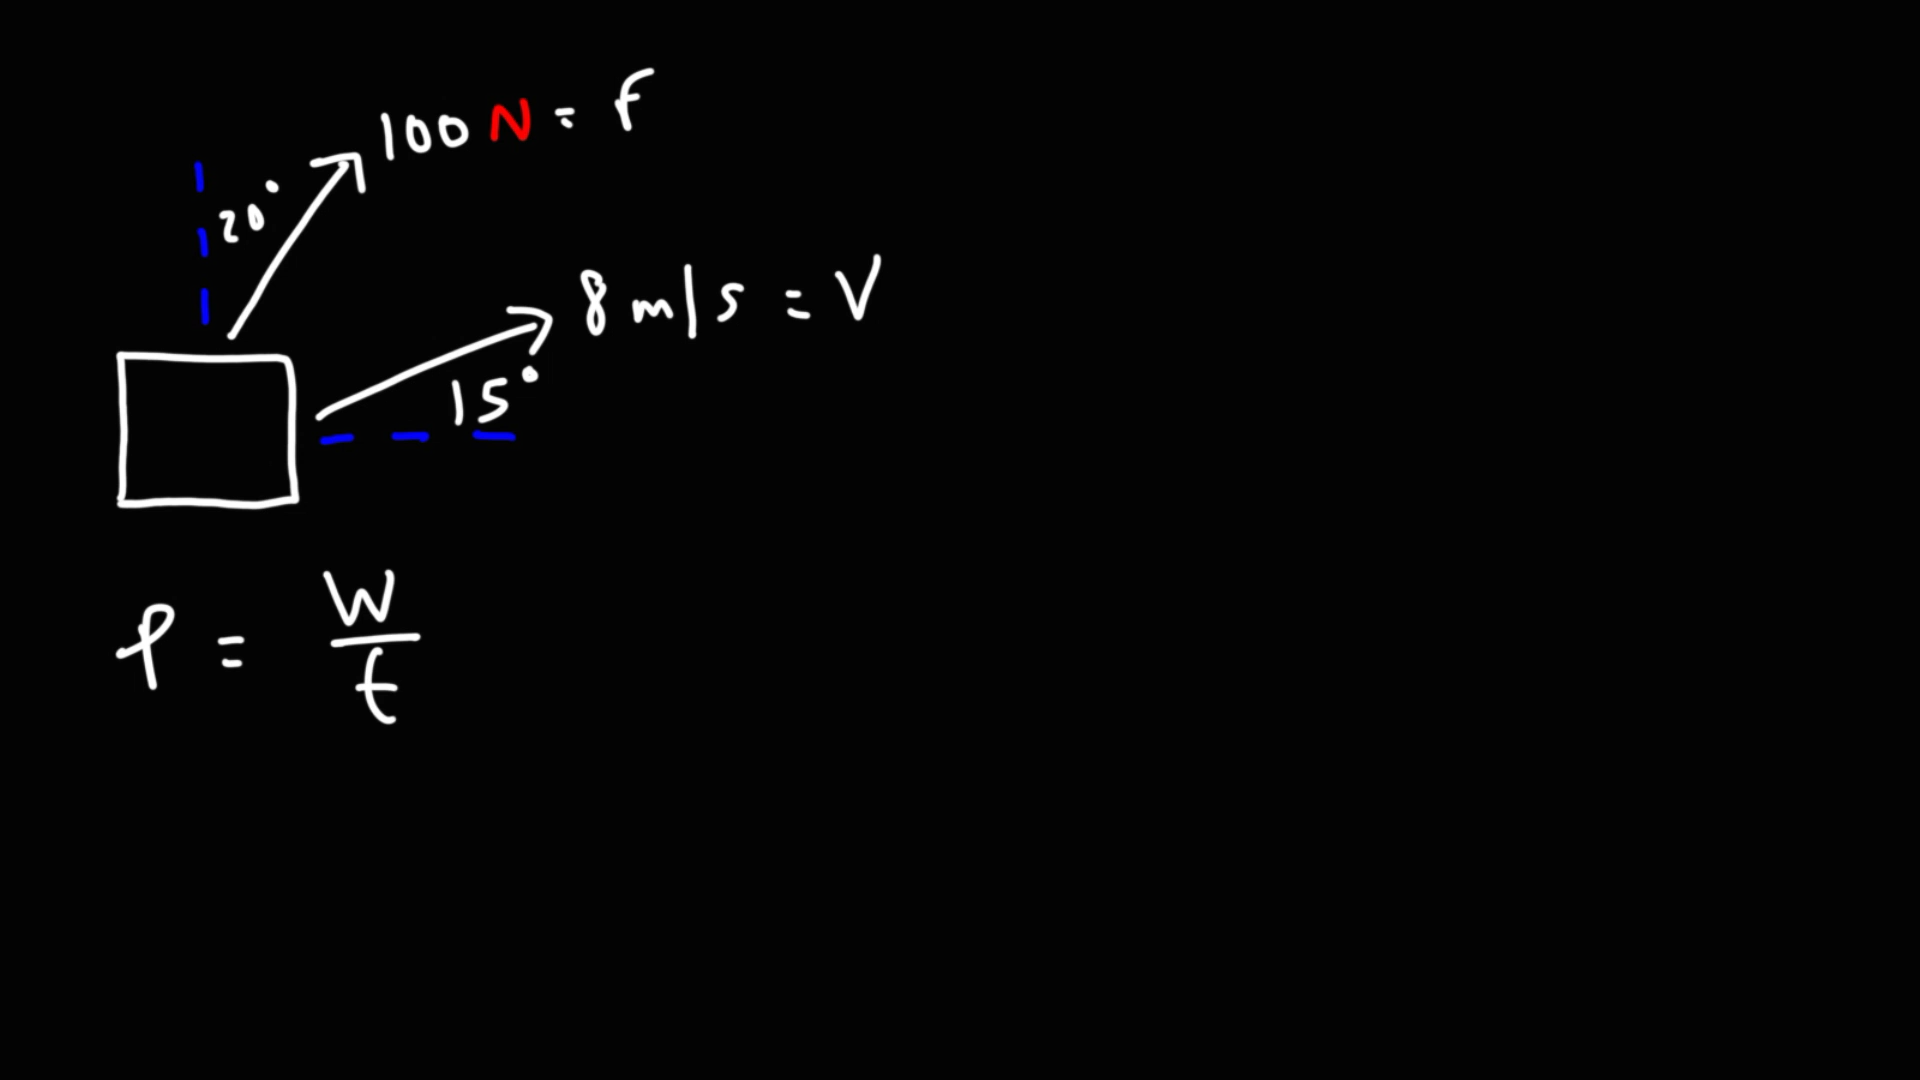 100 N = F
20°
8 m/s = V
15°
P = W/t